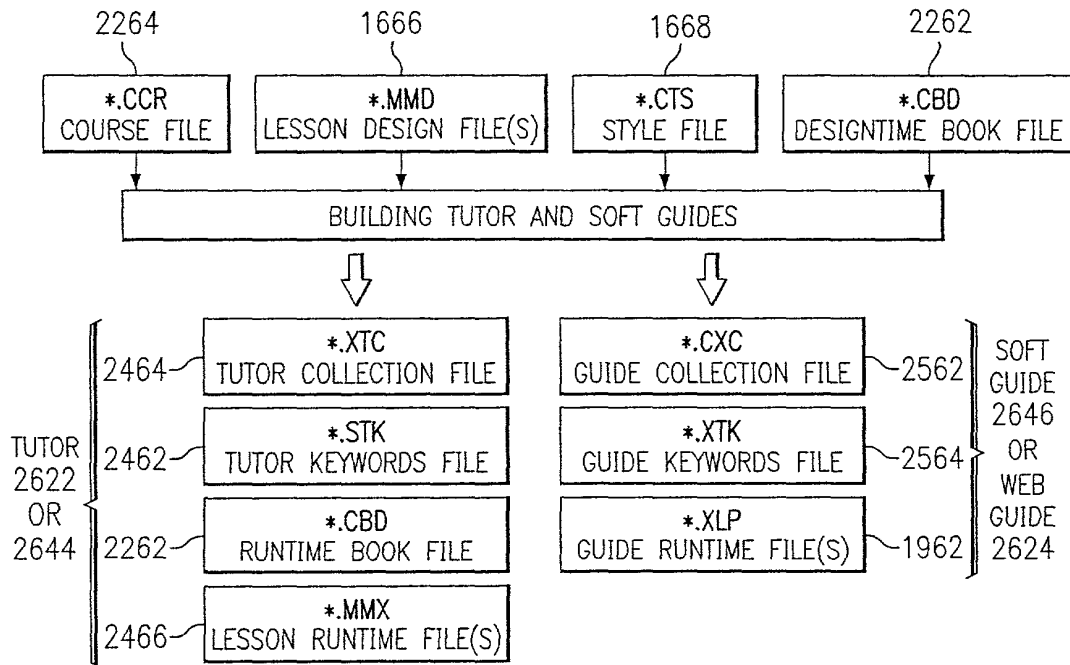 2264
1666
1668
2262
*.CCR
COURSE FILE
*.MMD
LESSON DESIGN FILE(S)
*.CTS
STYLE FILE
*.CBD
DESIGNTIME BOOK FILE
BUILDING TUTOR AND SOFT GUIDES
TUTOR
2622
OR
2644
2464
*.XTC
TUTOR COLLECTION FILE
2462
*.STK
TUTOR KEYWORDS FILE
2262
*.CBD
RUNTIME BOOK FILE
2466
*.MMX
LESSON RUNTIME FILE(S)
*.CXC
GUIDE COLLECTION FILE
2562
*.XTK
GUIDE KEYWORDS FILE
2564
*.XLP
GUIDE RUNTIME FILE(S)
1962
SOFT
GUIDE
2646
OR
WEB
GUIDE
2624